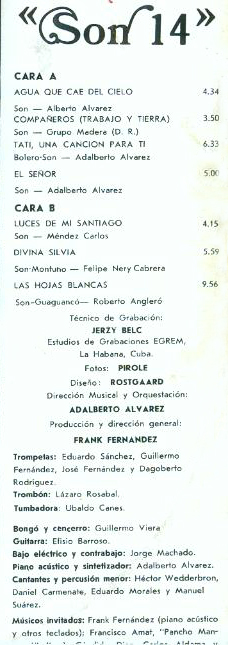 «Son 14»
CARA A
AGUA QUE CAE DEL CIELO 4.34
Son — Alberto Alvarez
COMPAÑEROS (TRABAJO Y TIERRA) 3.50
Son — Grupo Madera (D. R.)
TATI, UNA CANCION PARA TI 6.33
Bolero-Son — Adalberto Alvarez
EL SEÑOR 5.00
Son — Adalberto Alvarez
CARA B
LUCES DE MI SANTIAGO 4.15
Son — Méndez Carlos
DIVINA SILVIA 5.59
Son-Montuno — Felipe Nery Cabrera
LAS HOJAS BLANCAS 9.56
Son-Guaguancó— Roberto Angleró
Técnico de Grabación:
JERZY BELC
Estudios de Grabaciones EGREM,
La Habana, Cuba.
Fotos: PIROLE
Diseño: ROSTGAARD
Dirección Musical y Orquestación:
ADALBERTO ALVAREZ
Producción y dirección general:
FRANK FERNANDEZ
Trompetas: Eduardo Sánchez, Guillermo
Fernández, José Fernández y Dagoberto
Rodríguez.
Trombón: Lázaro Rosabal.
Tumbadora: Ubaldo Canes.
Bongó y cencerro: Guillermo Viera
Guitarra: Elisio Barroso.
Bajo eléctrico y contrabajo: Jorge Machado.
Piano acústico y sintetizador: Adalberto Alvarez.
Cantantes y percusión menor: Héctor Wedderbron,
Daniel Carmenate, Eduardo Morales y Manuel
Suárez.
Músicos invitados: Frank Fernández (piano acústico
y otros teclados); Francisco Amat, "Pancho Man-